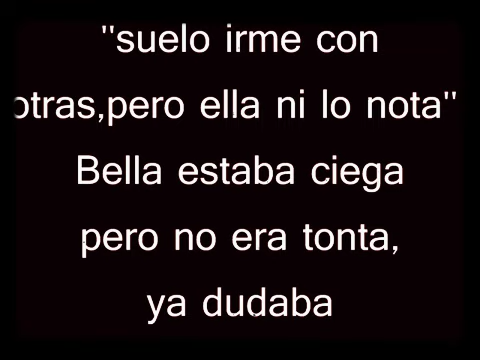 "suelo irme con
otras,pero ella ni lo nota"
Bella estaba ciega
pero no era tonta,
ya dudaba